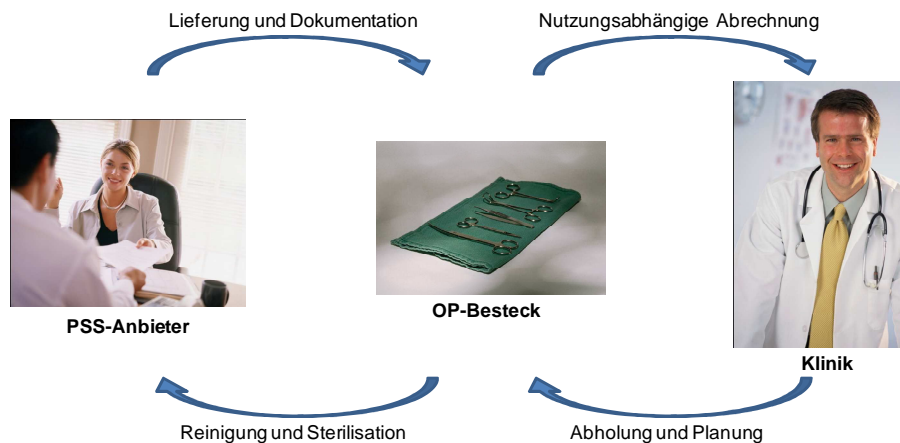 Lieferung und Dokumentation
Nutzungsabhängige Abrechnung
PSS-Anbieter
OP-Besteck
Klinik
Reinigung und Sterilisation
Abholung und Planung